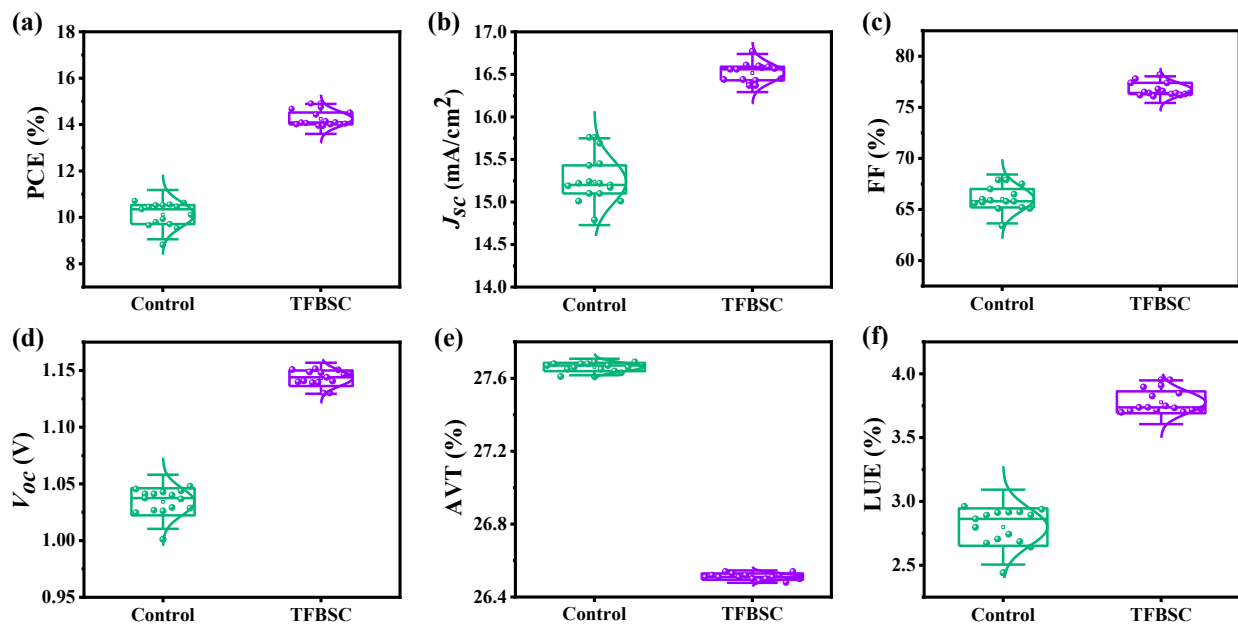 (a)
PCE (%)
18
16
14
12
10
8
Control
TFBSC
(b)
Jsc (mA/cm²)
17.0
16.5
16.0
15.5
15.0
14.5
14.0
Control
TFBSC
(c)
FF (%)
80
75
70
65
60
Control
TFBSC
(d)
Voc (V)
1.15
1.10
1.05
1.00
0.95
Control
TFBSC
(e)
AVT (%)
27.6
27.2
26.8
26.4
Control
TFBSC
(f)
LUE (%)
4.0
3.5
3.0
2.5
Control
TFBSC